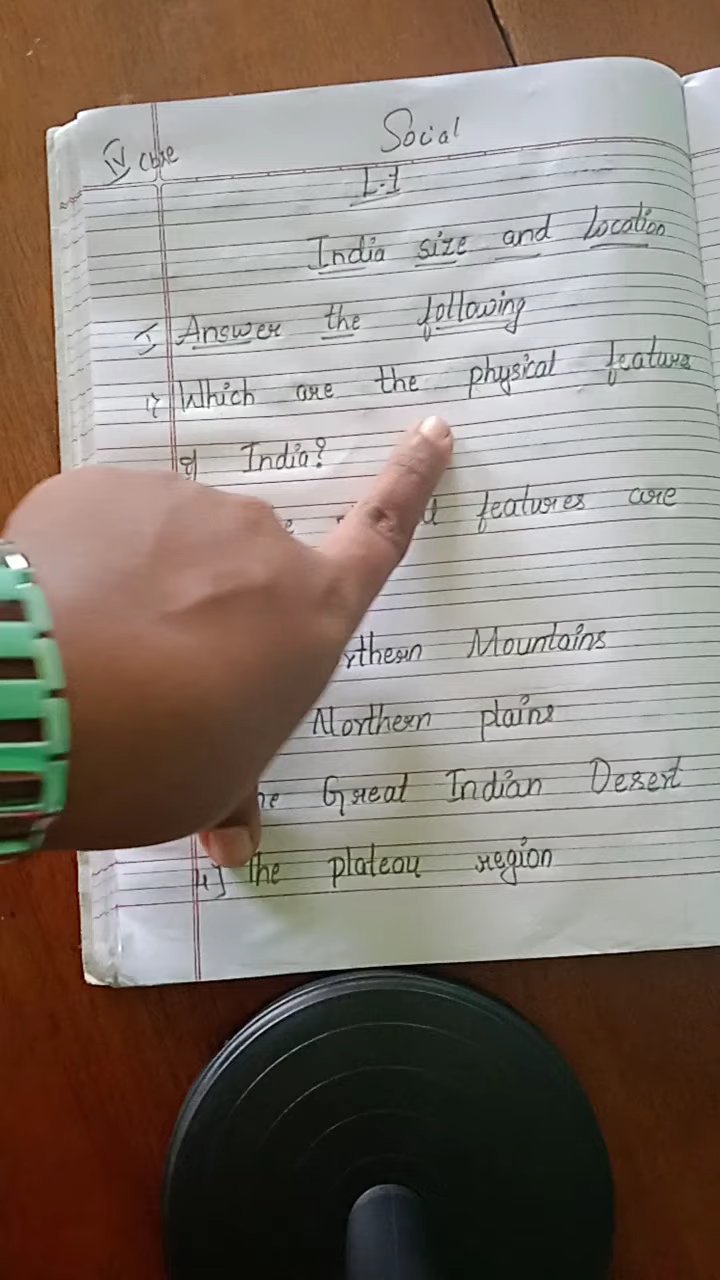 IV cbse
Social
L-1
India size and Location
I Answer the following
1) Which are the physical features
of India?
features are
Mountains
Northern plains
Great Indian Desert
4] The plateau region